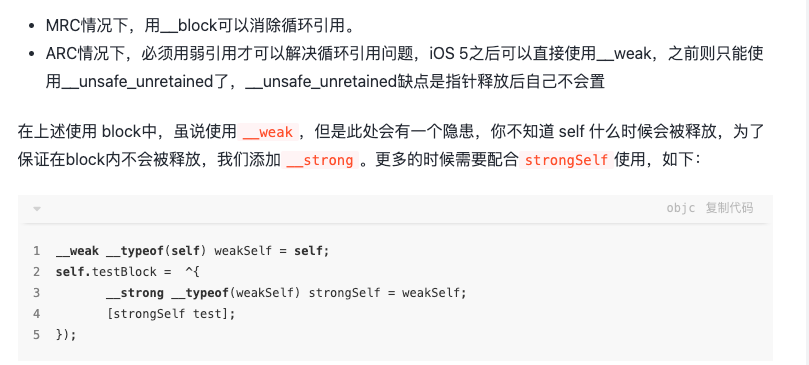 • MRC情况下，用__block可以消除循环引用。
• ARC情况下，必须用弱引用才可以解决循环引用问题，iOS 5之后可以直接使用__weak，之前则只能使
用__unsafe_unretained了，__unsafe_unretained缺点是指针释放后自己不会置
在上述使用 block中，虽说使用 __weak ，但是此处会有一个隐患，你不知道 self 什么时候会被释放，为了
保证在block内不会被释放，我们添加 __strong 。更多的时候需要配合 strongSelf 使用，如下：
objc 复制代码
1 __weak __typeof(self) weakSelf = self;
2 self.testBlock =  ^{
3        __strong __typeof(weakSelf) strongSelf = weakSelf;
4        [strongSelf test];
5 });